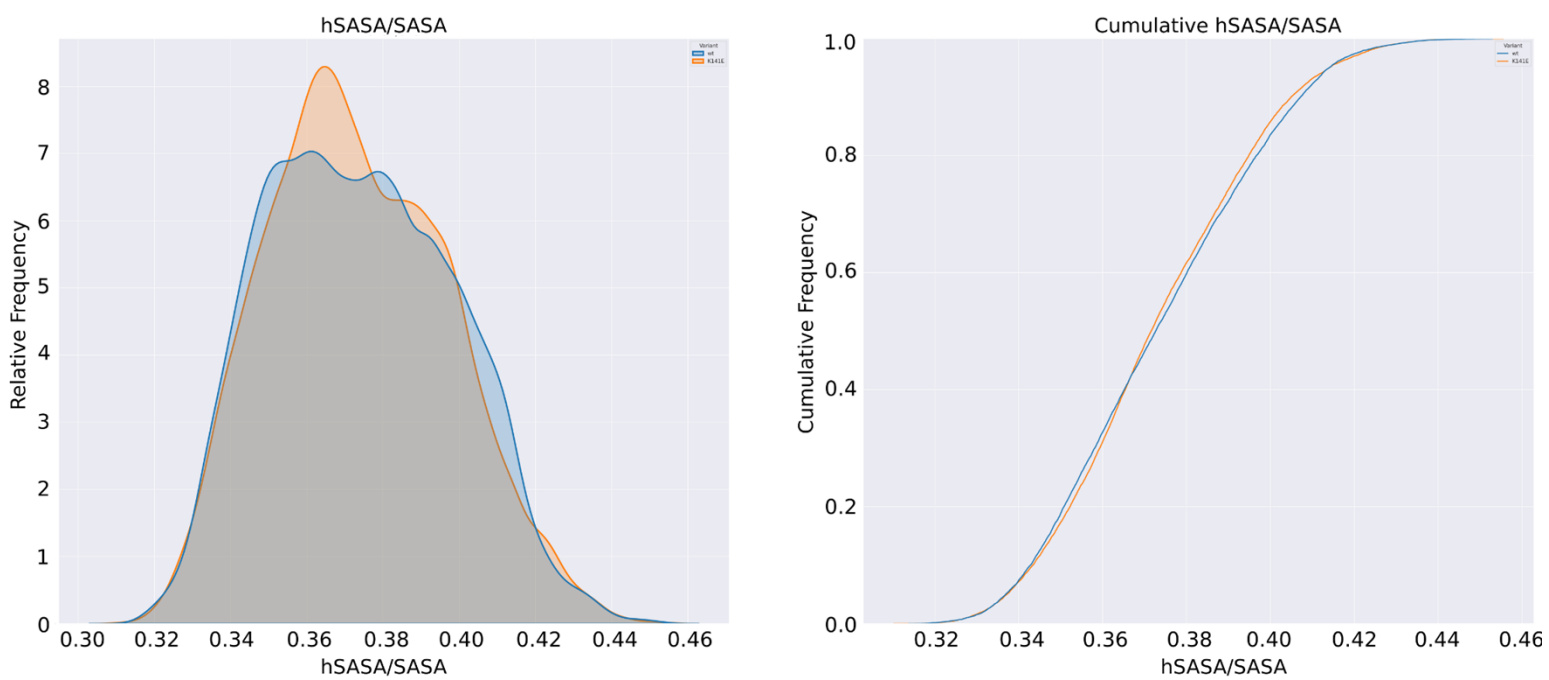 hSASA/SASA
Variant
wt
K141E
8
7
6
5
4
3
2
1
0
Relative Frequency
0.30 0.32 0.34 0.36 0.38 0.40 0.42 0.44 0.46
hSASA/SASA
Cumulative hSASA/SASA
Variant
wt
K141E
1.0
0.8
0.6
0.4
0.2
0.0
Cumulative Frequency
0.32 0.34 0.36 0.38 0.40 0.42 0.44 0.46
hSASA/SASA